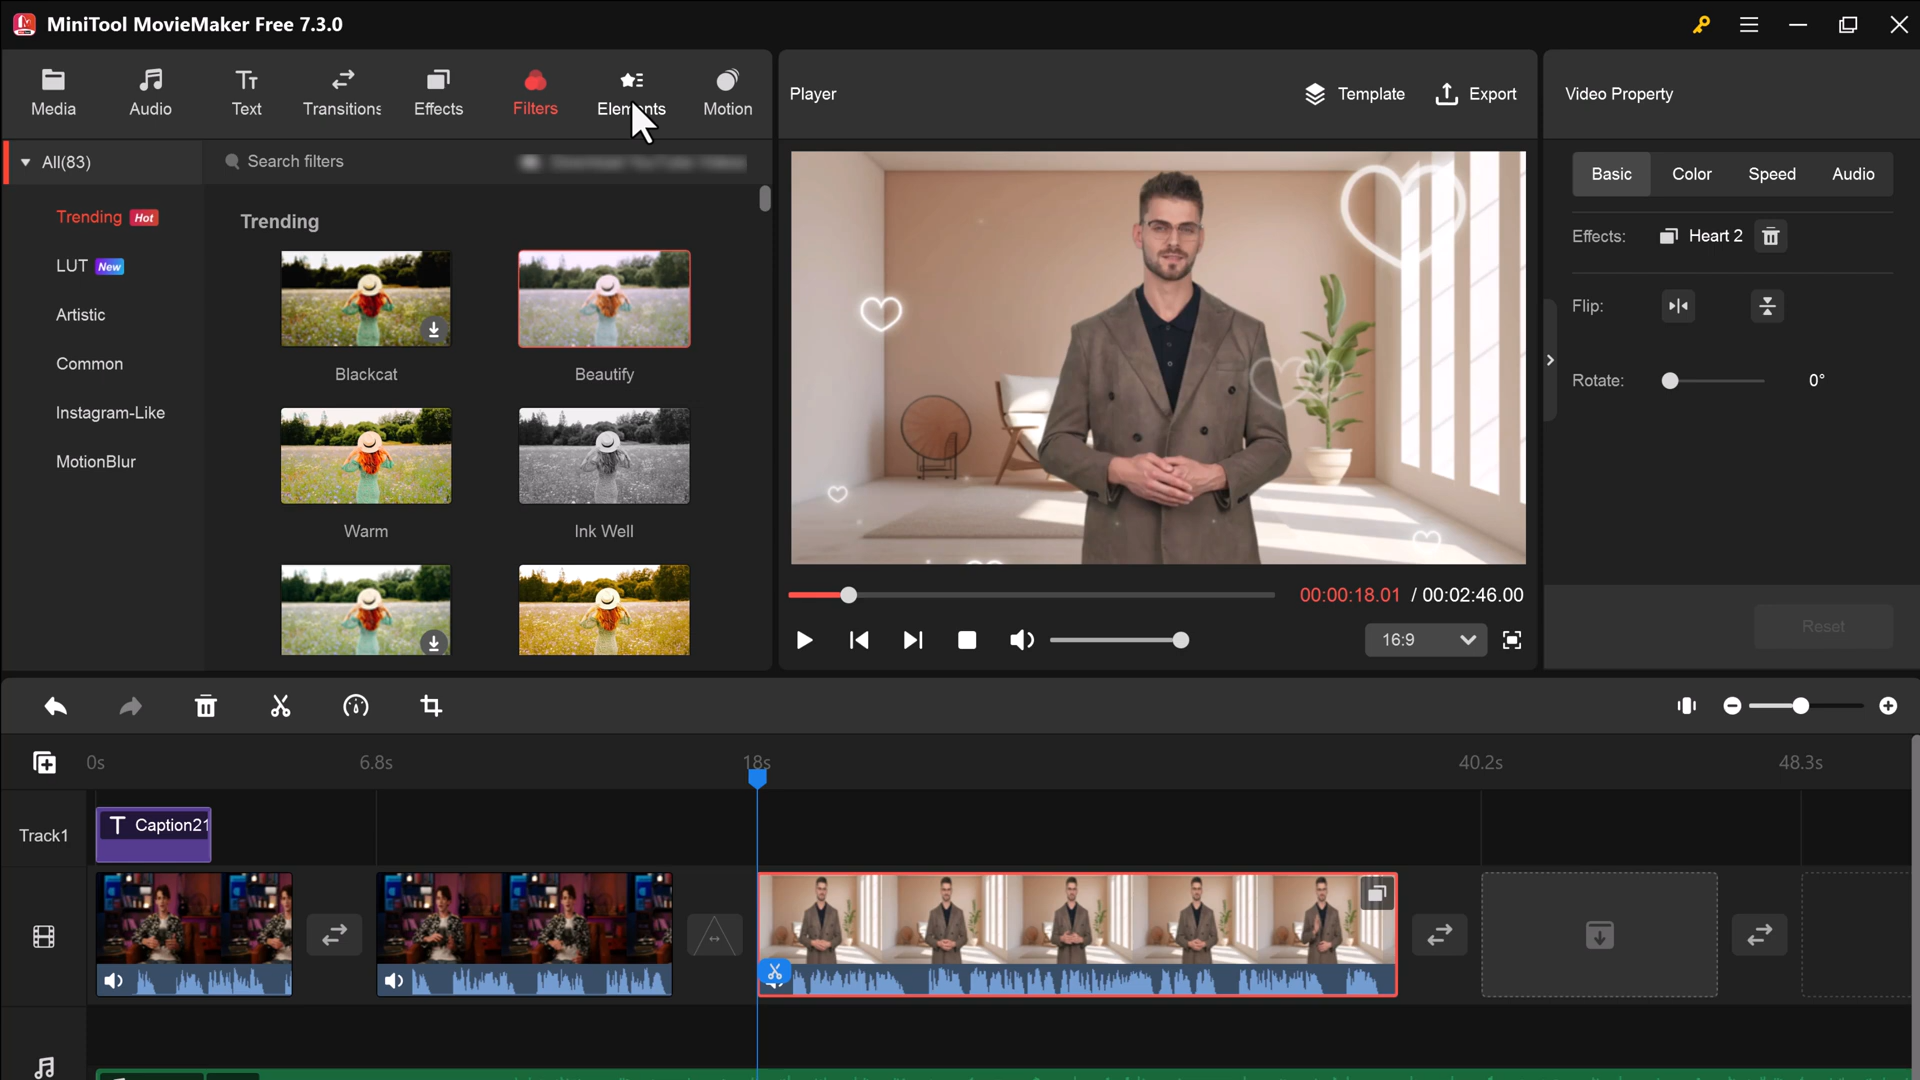 MiniTool MovieMaker Free 7.3.0
Media
Audio
Text
Transitions
Effects
Filters
Elements
Motion
Player
Template
Export
Video Property
All(83)
Search filters
Trending Hot
LUT New
Artistic
Common
Instagram-Like
MotionBlur
Trending
Blackcat
Beautify
Warm
Ink Well
Basic
Color
Speed
Audio
Effects: Heart 2
Flip:
Rotate: 0°
Reset
00:00:18.01 / 00:02:46.00
16:9
0s
6.8s
18s
40.2s
48.3s
Track1
Caption21